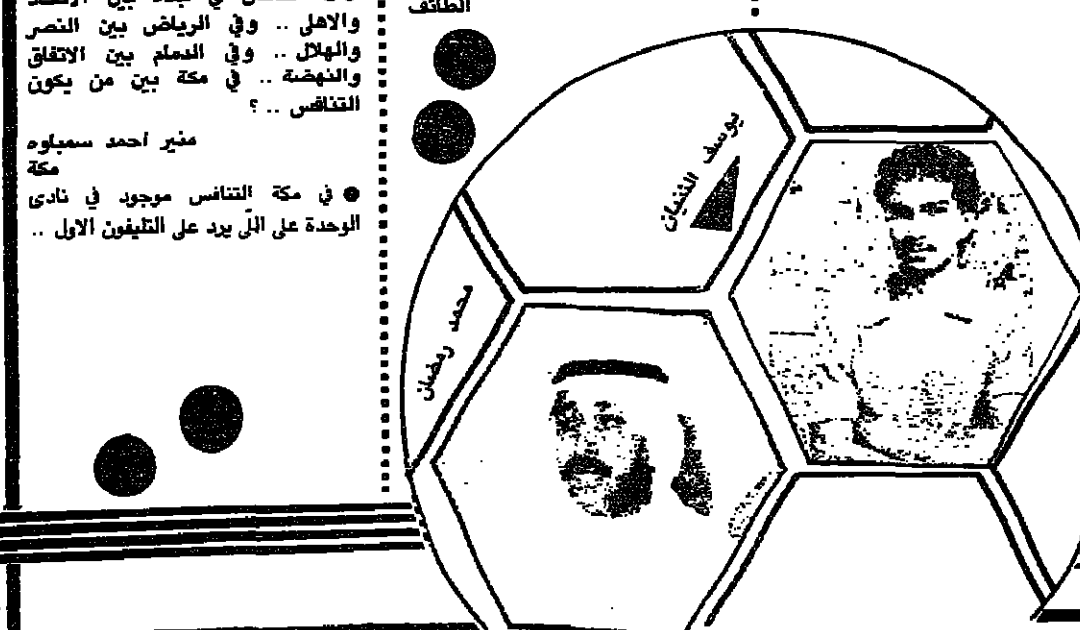 الطائف
والاهلى .. وفي الرياض بين النصر
والهلال .. وفي الدمام بين الاتفاق
والنهضة .. في مكة بين من يكون
التنافس .. ؟
منير احمد سمباوه
مكة
● في مكة التنافس موجود في نادى
الوحدة على اللّى يرد على التليفون الاول ..
يوسف الثنيان
محمد رمضان